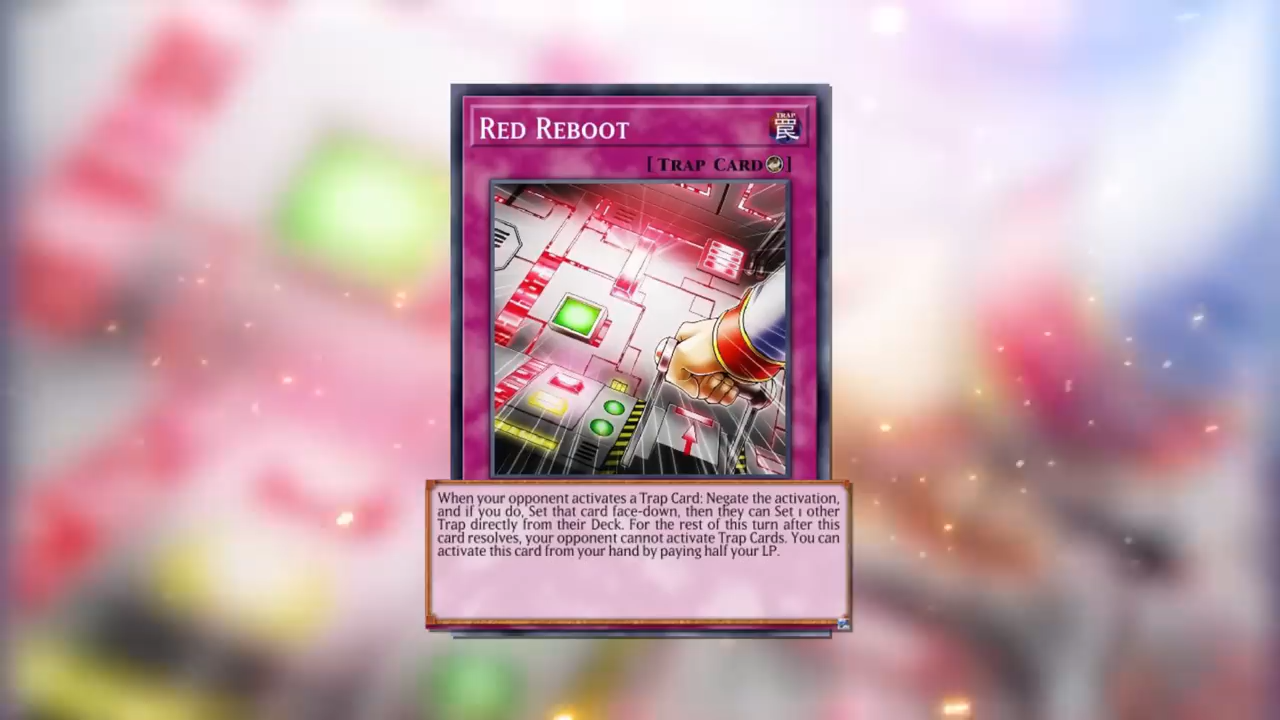 RED REBOOT
TRAP
罠
[TRAP CARD]
When your opponent activates a Trap Card: Negate the activation,
and if you do, Set that card face-down, then they can Set 1 other
Trap directly from their Deck. For the rest of this turn after this
card resolves, your opponent cannot activate Trap Cards. You can
activate this card from your hand by paying half your LP.